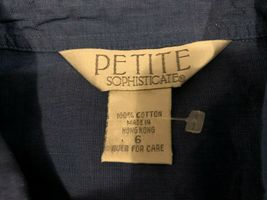 PETITE
SOPHISTICATE®
100% COTTON
MADE IN
HONG KONG
6
OVER FOR CARE